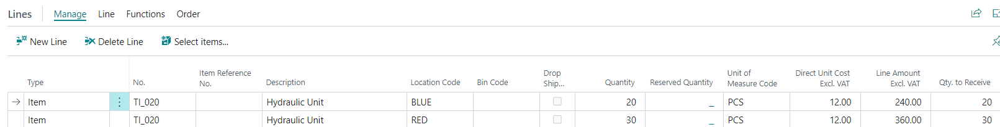 Lines Manage Line Functions Order
New Line Delete Line Select items...
Type No. Item Reference No. Description Location Code Bin Code Drop Ship... Quantity Reserved Quantity Unit of Measure Code Direct Unit Cost Excl. VAT Line Amount Excl. VAT Qty. to Receive
Item TI_020 Hydraulic Unit BLUE 20 _ PCS 12.00 240.00 20
Item TI_020 Hydraulic Unit RED 30 _ PCS 12.00 360.00 30